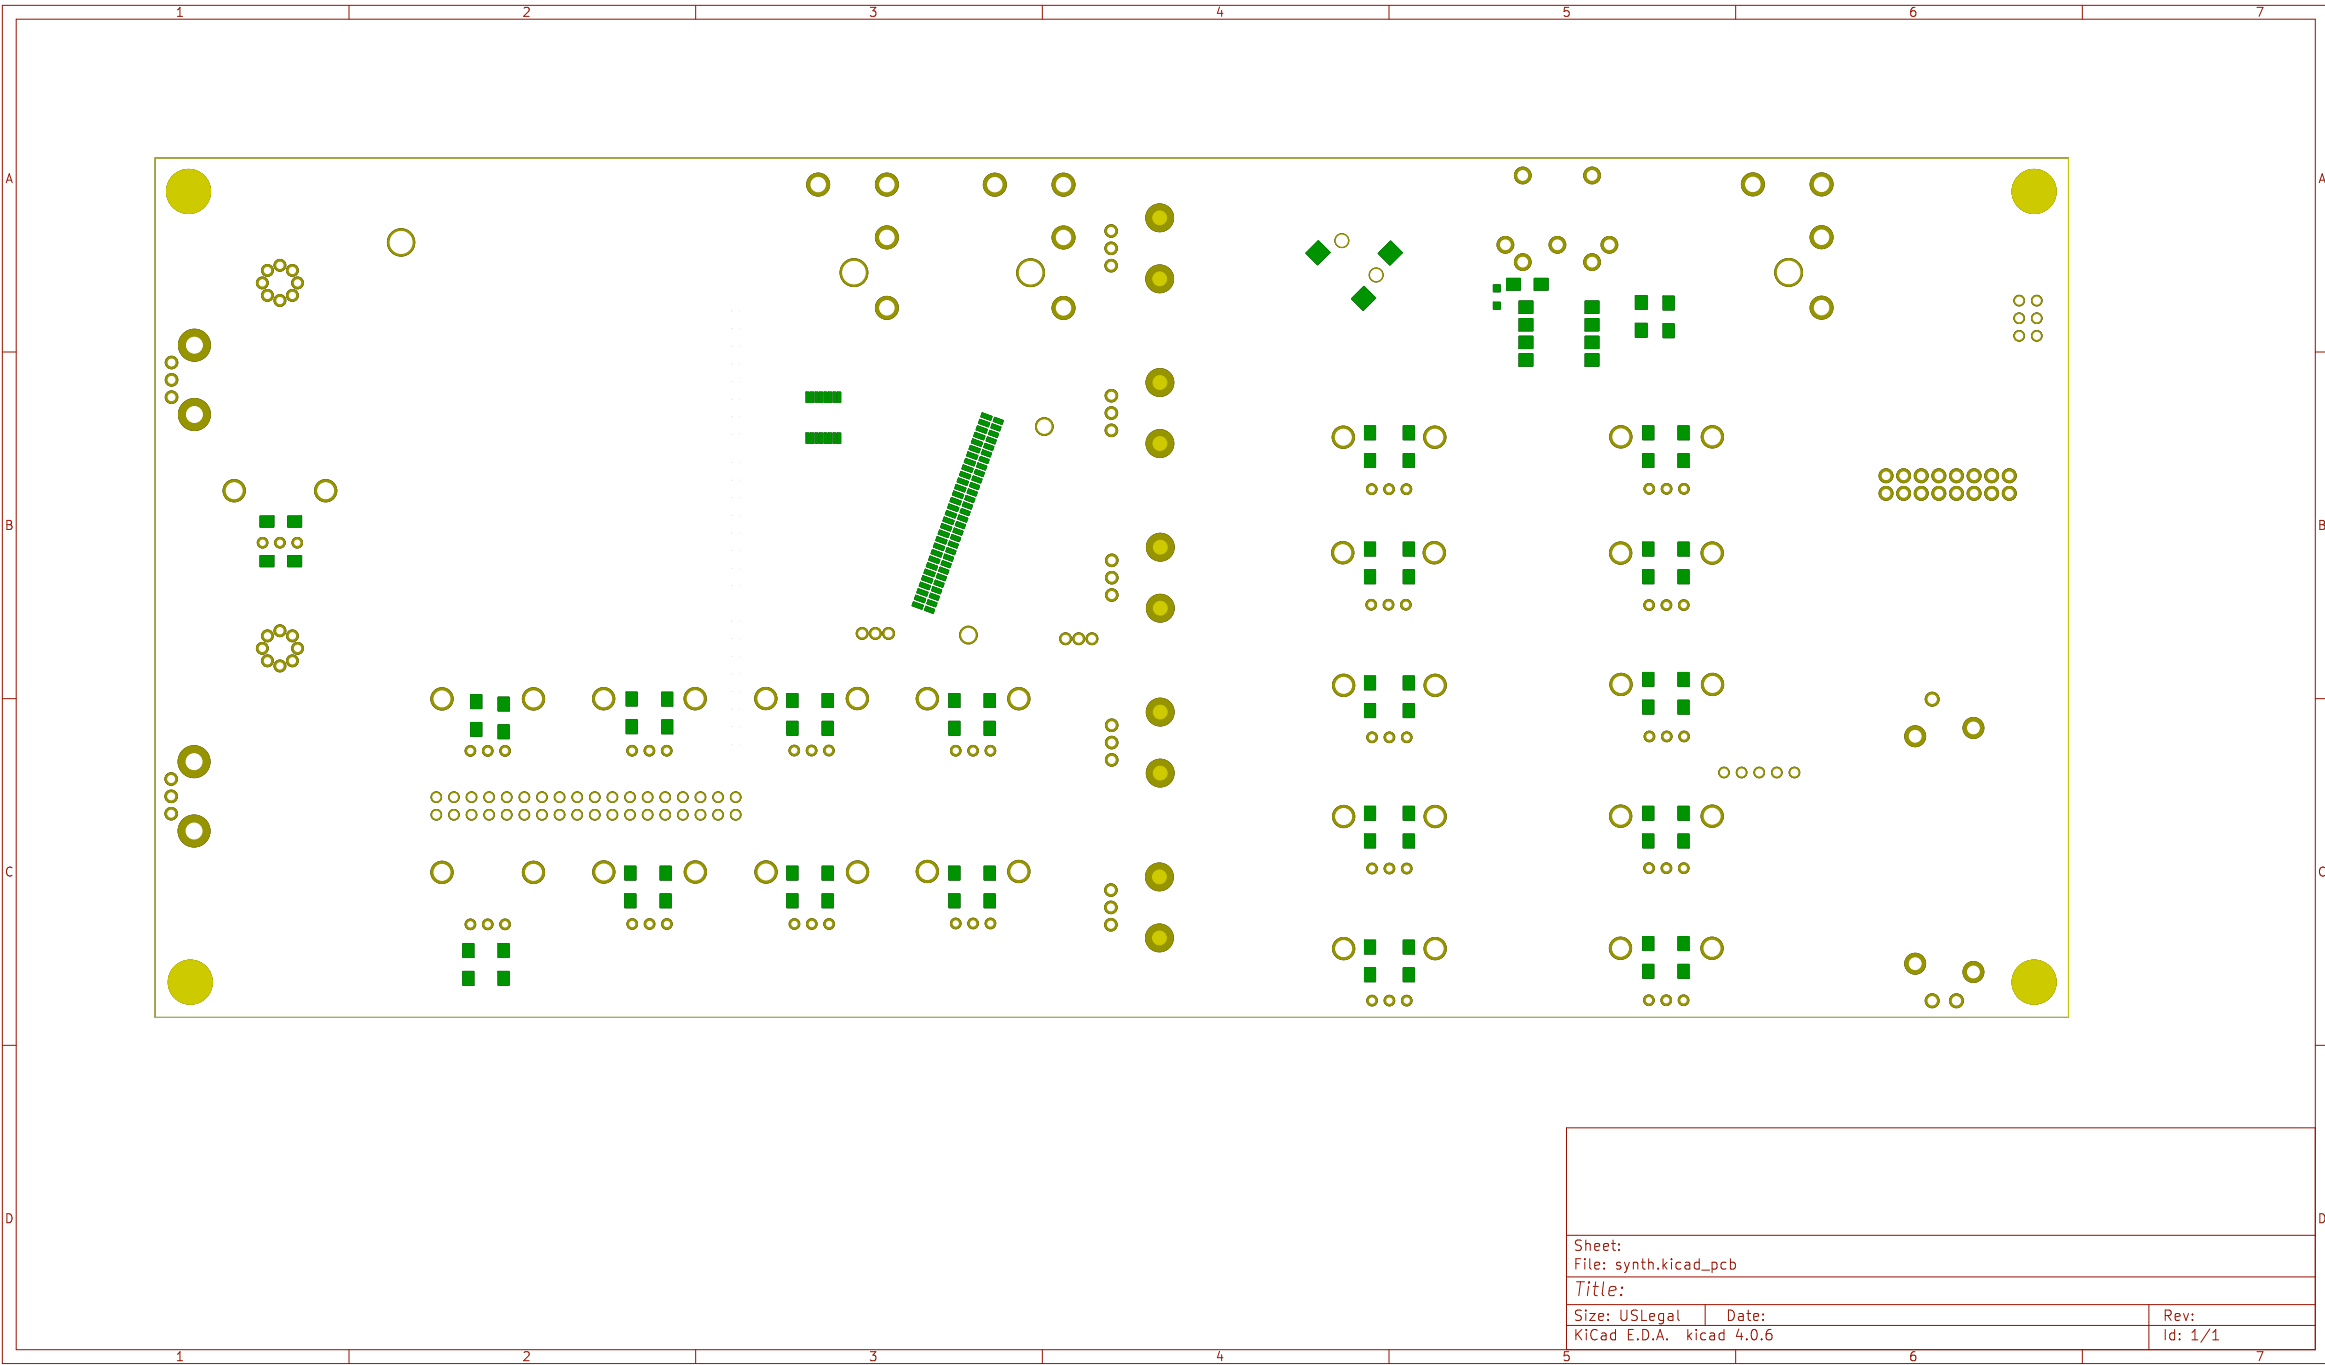 1 2 3 4 5 6 7
A A
B B
C C
D D
Sheet:
File: synth.kicad_pcb
Title:
Size: USLegal Date: Rev:
KiCad E.D.A. kicad 4.0.6 Id: 1/1
1 2 3 4 5 6 7